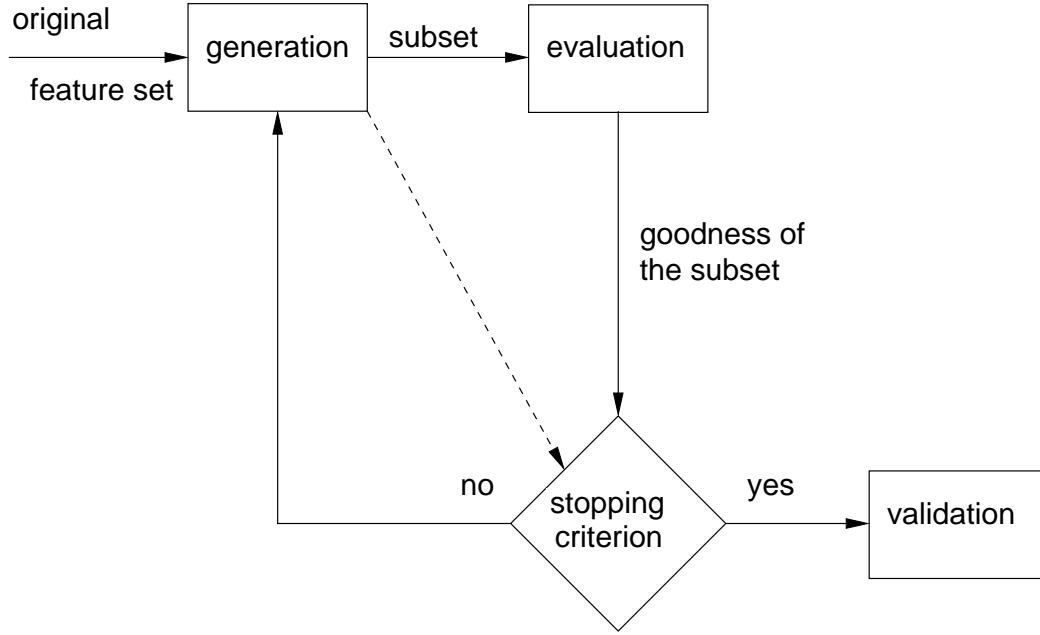 original
feature set
generation
subset
evaluation
goodness of
the subset
no
stopping
criterion
yes
validation